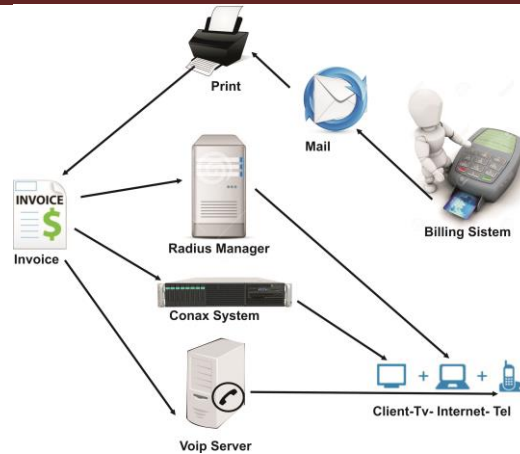 Print
Mail
Billing Sistem
INVOICE
$
Invoice
Radius Manager
Conax System
Voip Server
+ +
Client-Tv- Internet- Tel